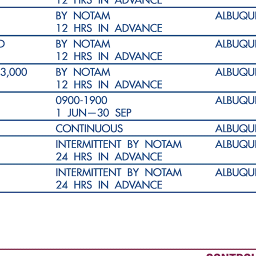 12 HRS IN ADVANCE
BY NOTAM ALBUQU
12 HRS IN ADVANCE
BY NOTAM ALBUQU
12 HRS IN ADVANCE
3,000 BY NOTAM ALBUQU
12 HRS IN ADVANCE
0900-1900 ALBUQU
1 JUN—30 SEP
CONTINUOUS ALBUQU
INTERMITTENT BY NOTAM ALBUQU
24 HRS IN ADVANCE
INTERMITTENT BY NOTAM ALBUQU
24 HRS IN ADVANCE
CONTROL